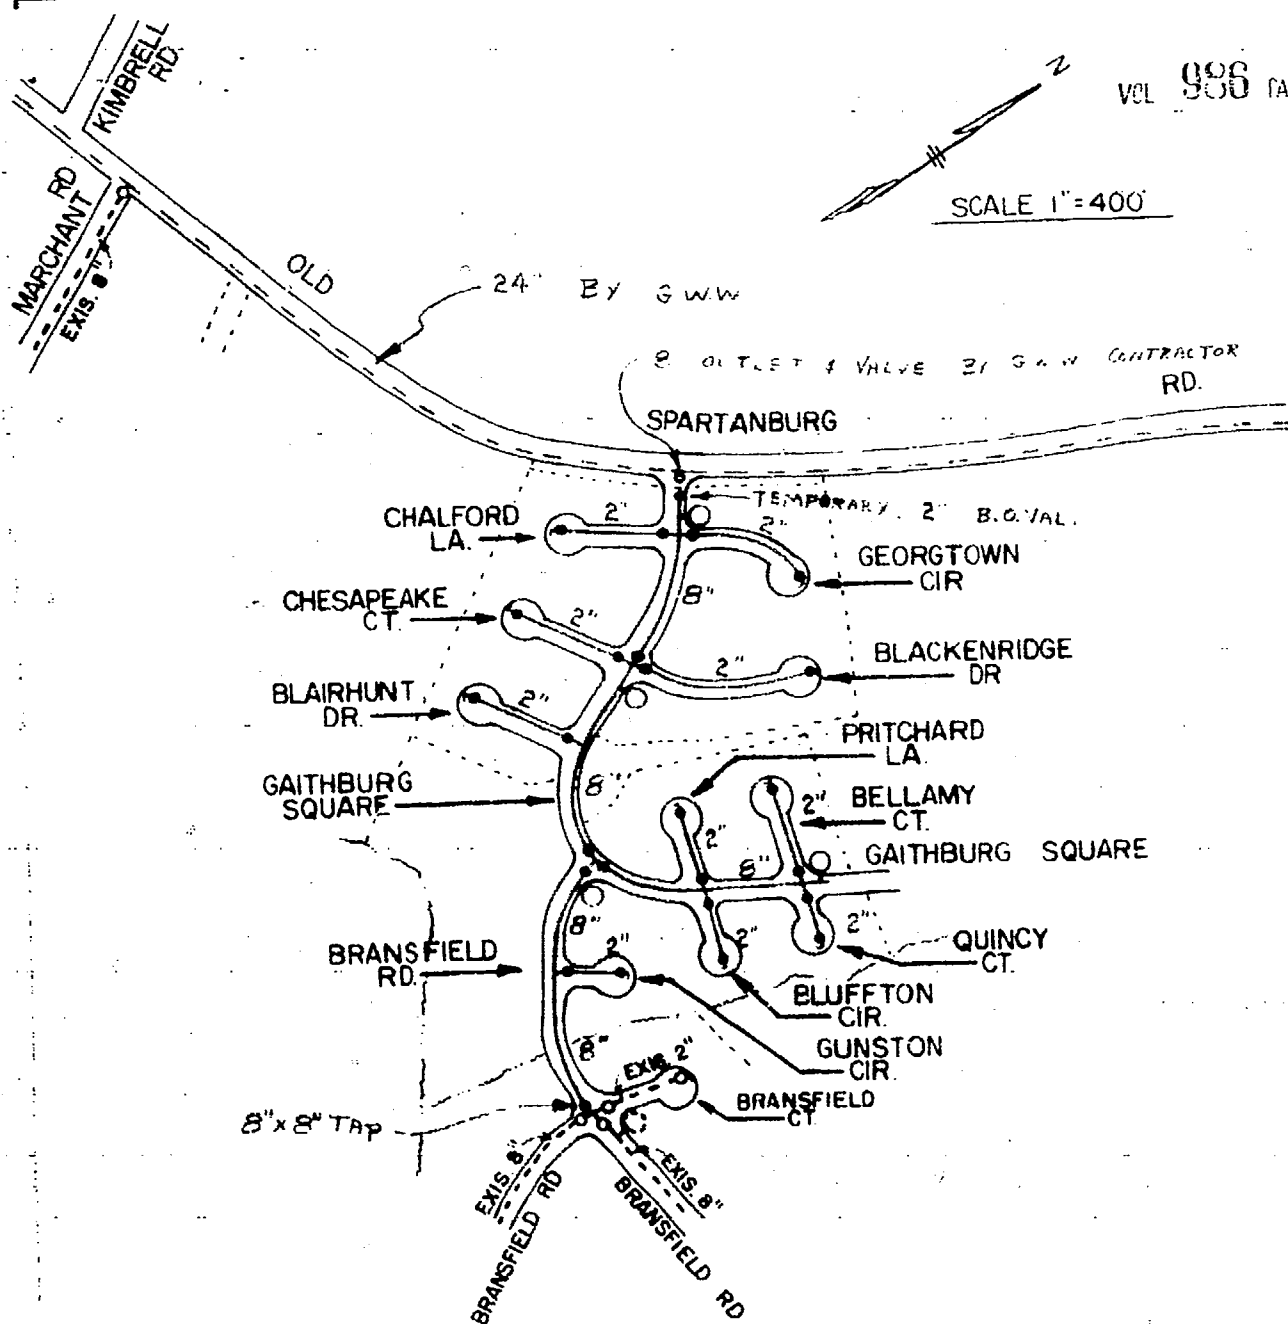 KIMBRELL
RD.
VOL 986 PA
N
SCALE 1"=400'
MARCHANT RD
EXIS. 8"
OLD
24" BY G.W.W
8" OUTLET & VALVE BY G.W.W CONTRACTOR
RD.
SPARTANBURG
TEMPORARY 2" B.O. VAL.
CHALFORD
LA.
2"
2"
GEORGTOWN
CIR
8"
CHESAPEAKE
CT.
2"
2"
BLACKENRIDGE
DR
BLAIRHUNT
DR.
2"
PRITCHARD
LA.
GAITHBURG
SQUARE
8"
2"
2"
BELLAMY
CT.
8"
GAITHBURG SQUARE
8"
BRANSFIELD
RD.
2"
2"
2"
QUINCY
CT.
BLUFFTON
CIR.
GUNSTON
CIR.
8"
EXIS. 2"
BRANSFIELD
CT
8"x8" TAP
EXIS. 8"
EXIS. 8"
BRANSFIELD RD
BRANSFIELD RD